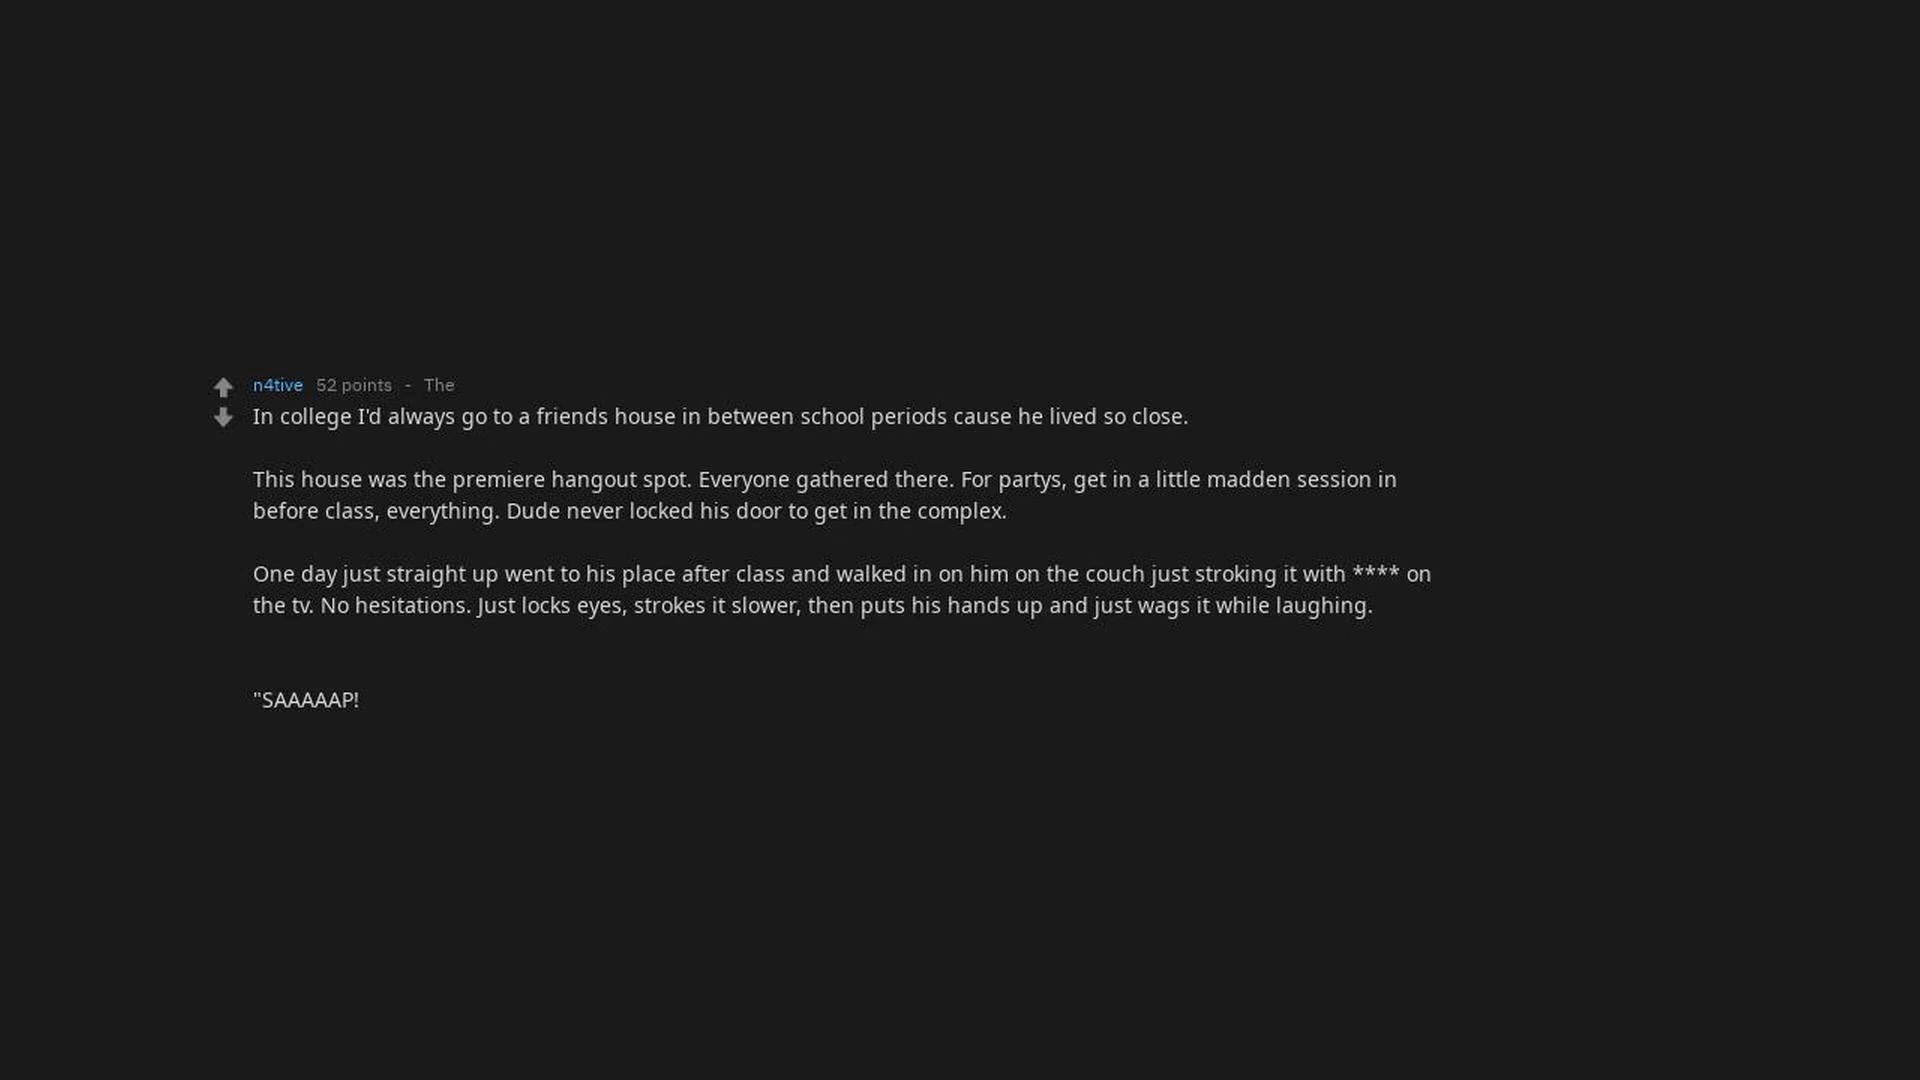 n4tive 52 points - The
In college I'd always go to a friends house in between school periods cause he lived so close.
This house was the premiere hangout spot. Everyone gathered there. For partys, get in a little madden session in
before class, everything. Dude never locked his door to get in the complex.
One day just straight up went to his place after class and walked in on him on the couch just stroking it with **** on
the tv. No hesitations. Just locks eyes, strokes it slower, then puts his hands up and just wags it while laughing.
"SAAAAAP!